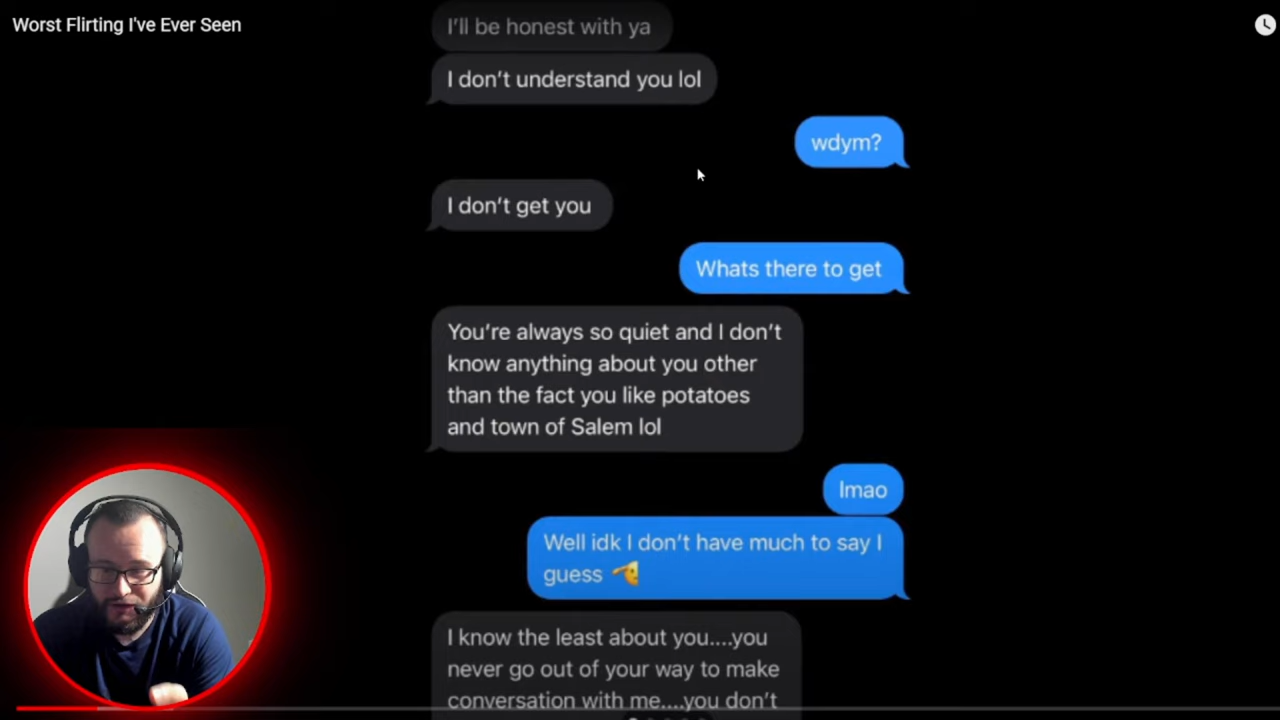 Worst Flirting I've Ever Seen
I'll be honest with ya
I don't understand you lol
wdym?
I don't get you
Whats there to get
You're always so quiet and I don't
know anything about you other
than the fact you like potatoes
and town of Salem lol
lmao
Well idk I don't have much to say I
guess 🫤
I know the least about you....you
never go out of your way to make
conversation with me....you don't